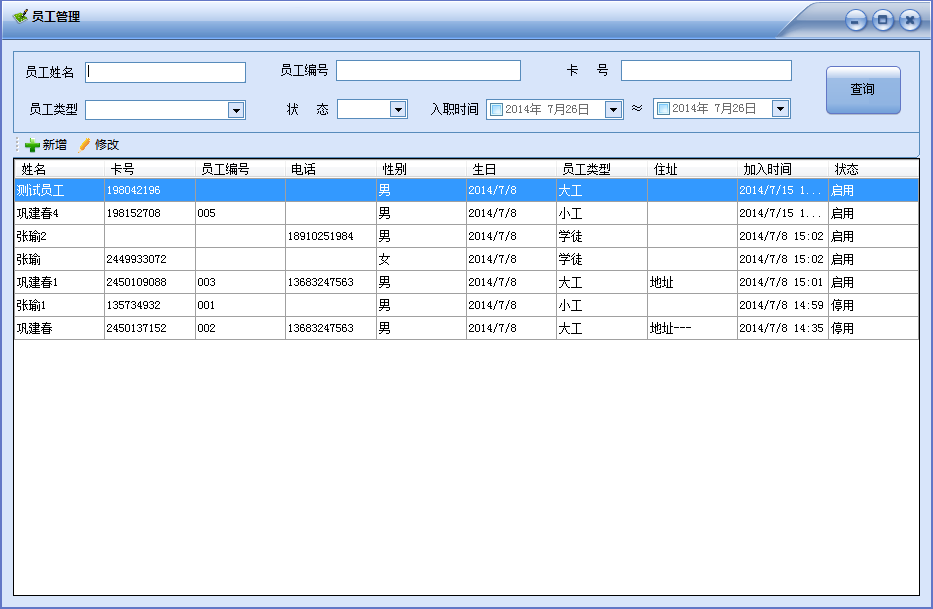 员工管理
员工姓名 员工编号 卡 号 查询
员工类型 状 态 入职时间 2014年 7月26日 ≈ 2014年 7月26日
新增 修改
姓名 卡号 员工编号 电话 性别 生日 员工类型 住址 加入时间 状态
测试员工 198042196 男 2014/7/8 大工 2014/7/15 1... 启用
巩建春4 198152708 005 男 2014/7/8 小工 2014/7/15 1... 启用
张瑜2 18910251984 男 2014/7/8 学徒 2014/7/8 15:02 启用
张瑜 2449933072 女 2014/7/8 学徒 2014/7/8 15:02 启用
巩建春1 2450109088 003 13683247563 男 2014/7/8 大工 地址 2014/7/8 15:01 启用
张瑜1 135734932 001 男 2014/7/8 小工 2014/7/8 14:59 停用
巩建春 2450137152 002 13683247563 男 2014/7/8 大工 地址--- 2014/7/8 14:35 停用